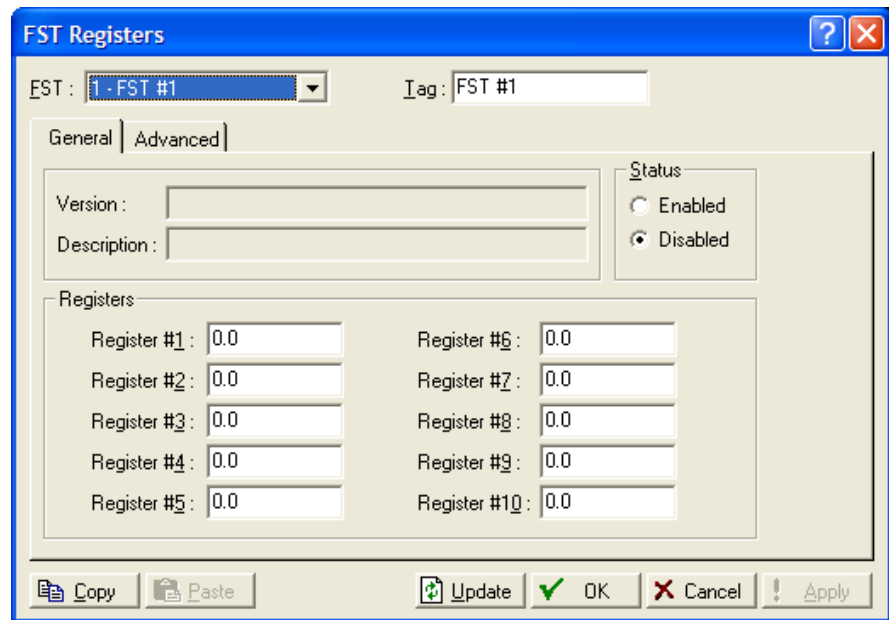 FST Registers
FST : 1 - FST #1 Tag : FST #1
General Advanced
Version :
Description :
Status
Enabled
Disabled
Registers
Register #1 : 0.0 Register #6 : 0.0
Register #2 : 0.0 Register #7 : 0.0
Register #3 : 0.0 Register #8 : 0.0
Register #4 : 0.0 Register #9 : 0.0
Register #5 : 0.0 Register #10 : 0.0
Copy Paste Update OK Cancel Apply